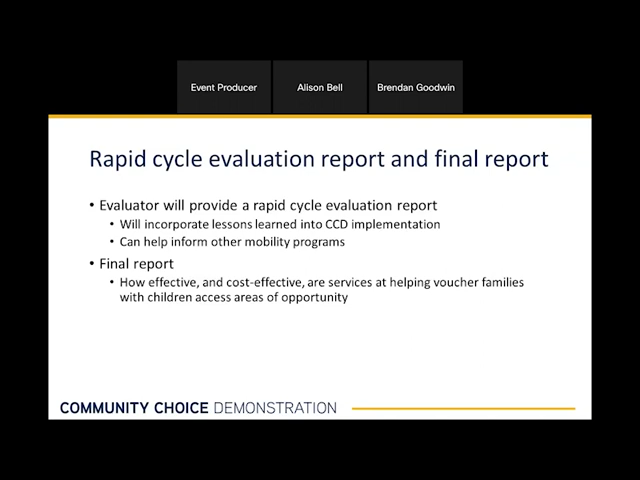 Event Producer
Alison Bell
Brendan Goodwin
Rapid cycle evaluation report and final report
• Evaluator will provide a rapid cycle evaluation report
• Will incorporate lessons learned into CCD implementation
• Can help inform other mobility programs
• Final report
• How effective, and cost-effective, are services at helping voucher families
with children access areas of opportunity
COMMUNITY CHOICE DEMONSTRATION